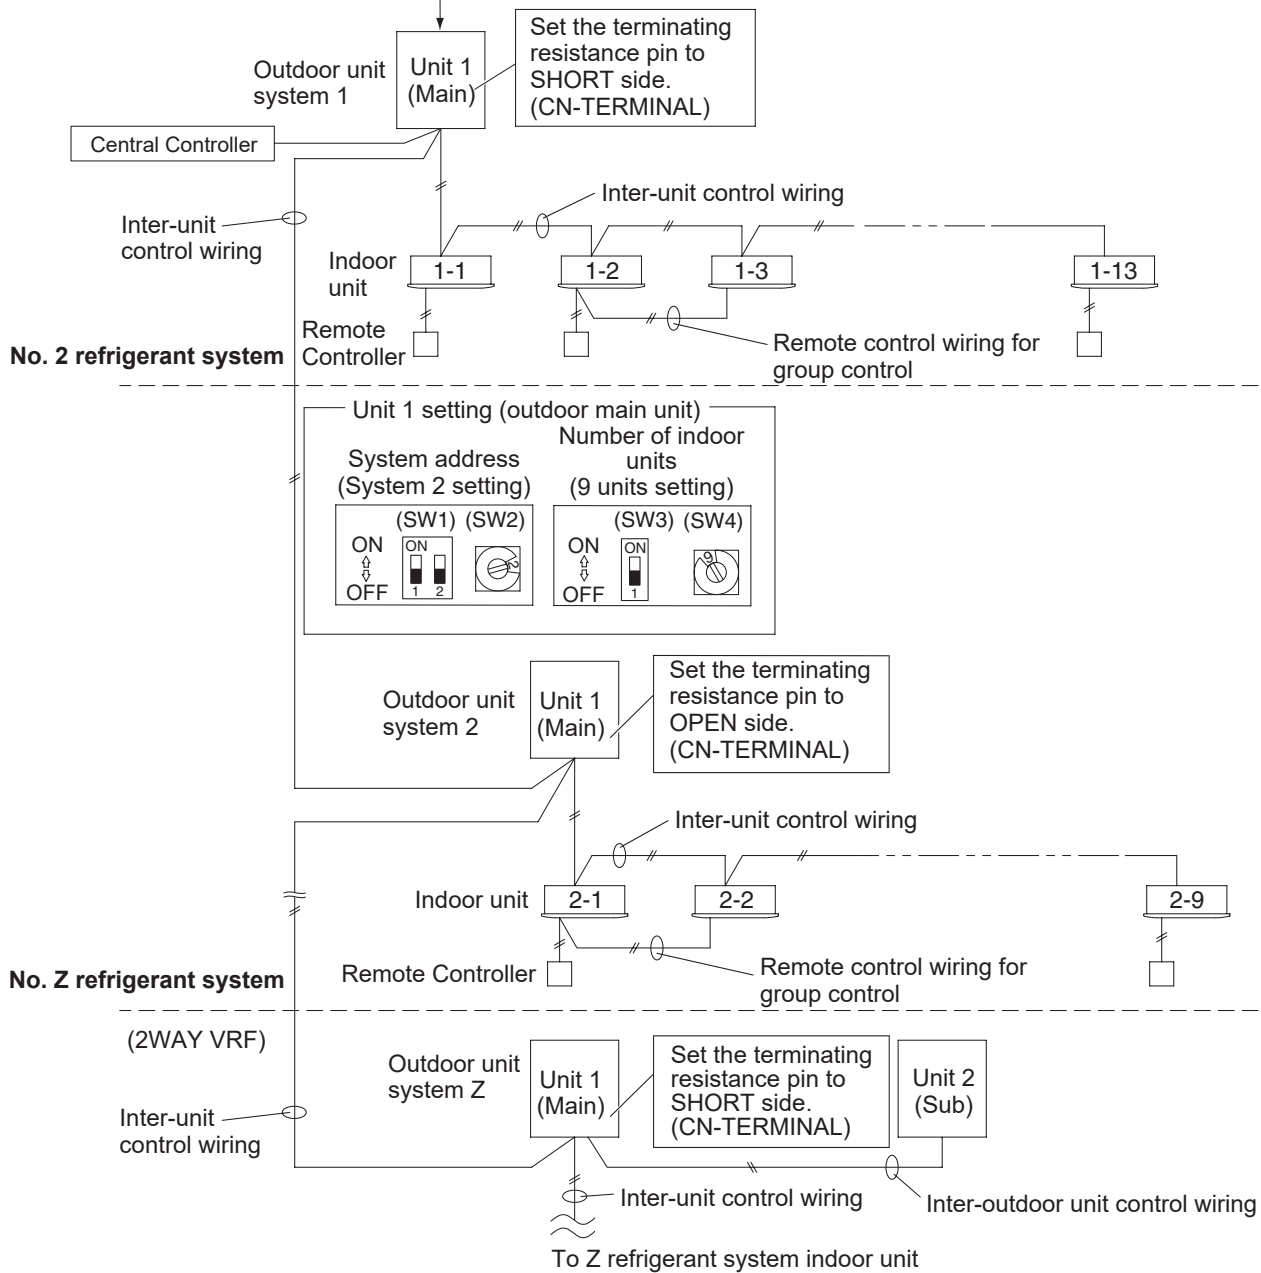 Set the terminating
resistance pin to
SHORT side.
(CN-TERMINAL)
Outdoor unit
system 1
Unit 1
(Main)
Central Controller
Inter-unit control wiring
Inter-unit
control wiring
Indoor
unit
1-1
1-2
1-3
1-13
Remote
Controller
Remote control wiring for
group control
No. 2 refrigerant system
Unit 1 setting (outdoor main unit)
System address
(System 2 setting)
Number of indoor
units
(9 units setting)
(SW1) (SW2)
ON
OFF
ON
1 2
2
(SW3) (SW4)
ON
OFF
ON
1
9
Outdoor unit
system 2
Unit 1
(Main)
Set the terminating
resistance pin to
OPEN side.
(CN-TERMINAL)
Inter-unit control wiring
Indoor unit
2-1
2-2
2-9
Remote Controller
Remote control wiring for
group control
No. Z refrigerant system
(2WAY VRF)
Outdoor unit
system Z
Unit 1
(Main)
Set the terminating
resistance pin to
SHORT side.
(CN-TERMINAL)
Unit 2
(Sub)
Inter-unit
control wiring
Inter-unit control wiring
Inter-outdoor unit control wiring
To Z refrigerant system indoor unit